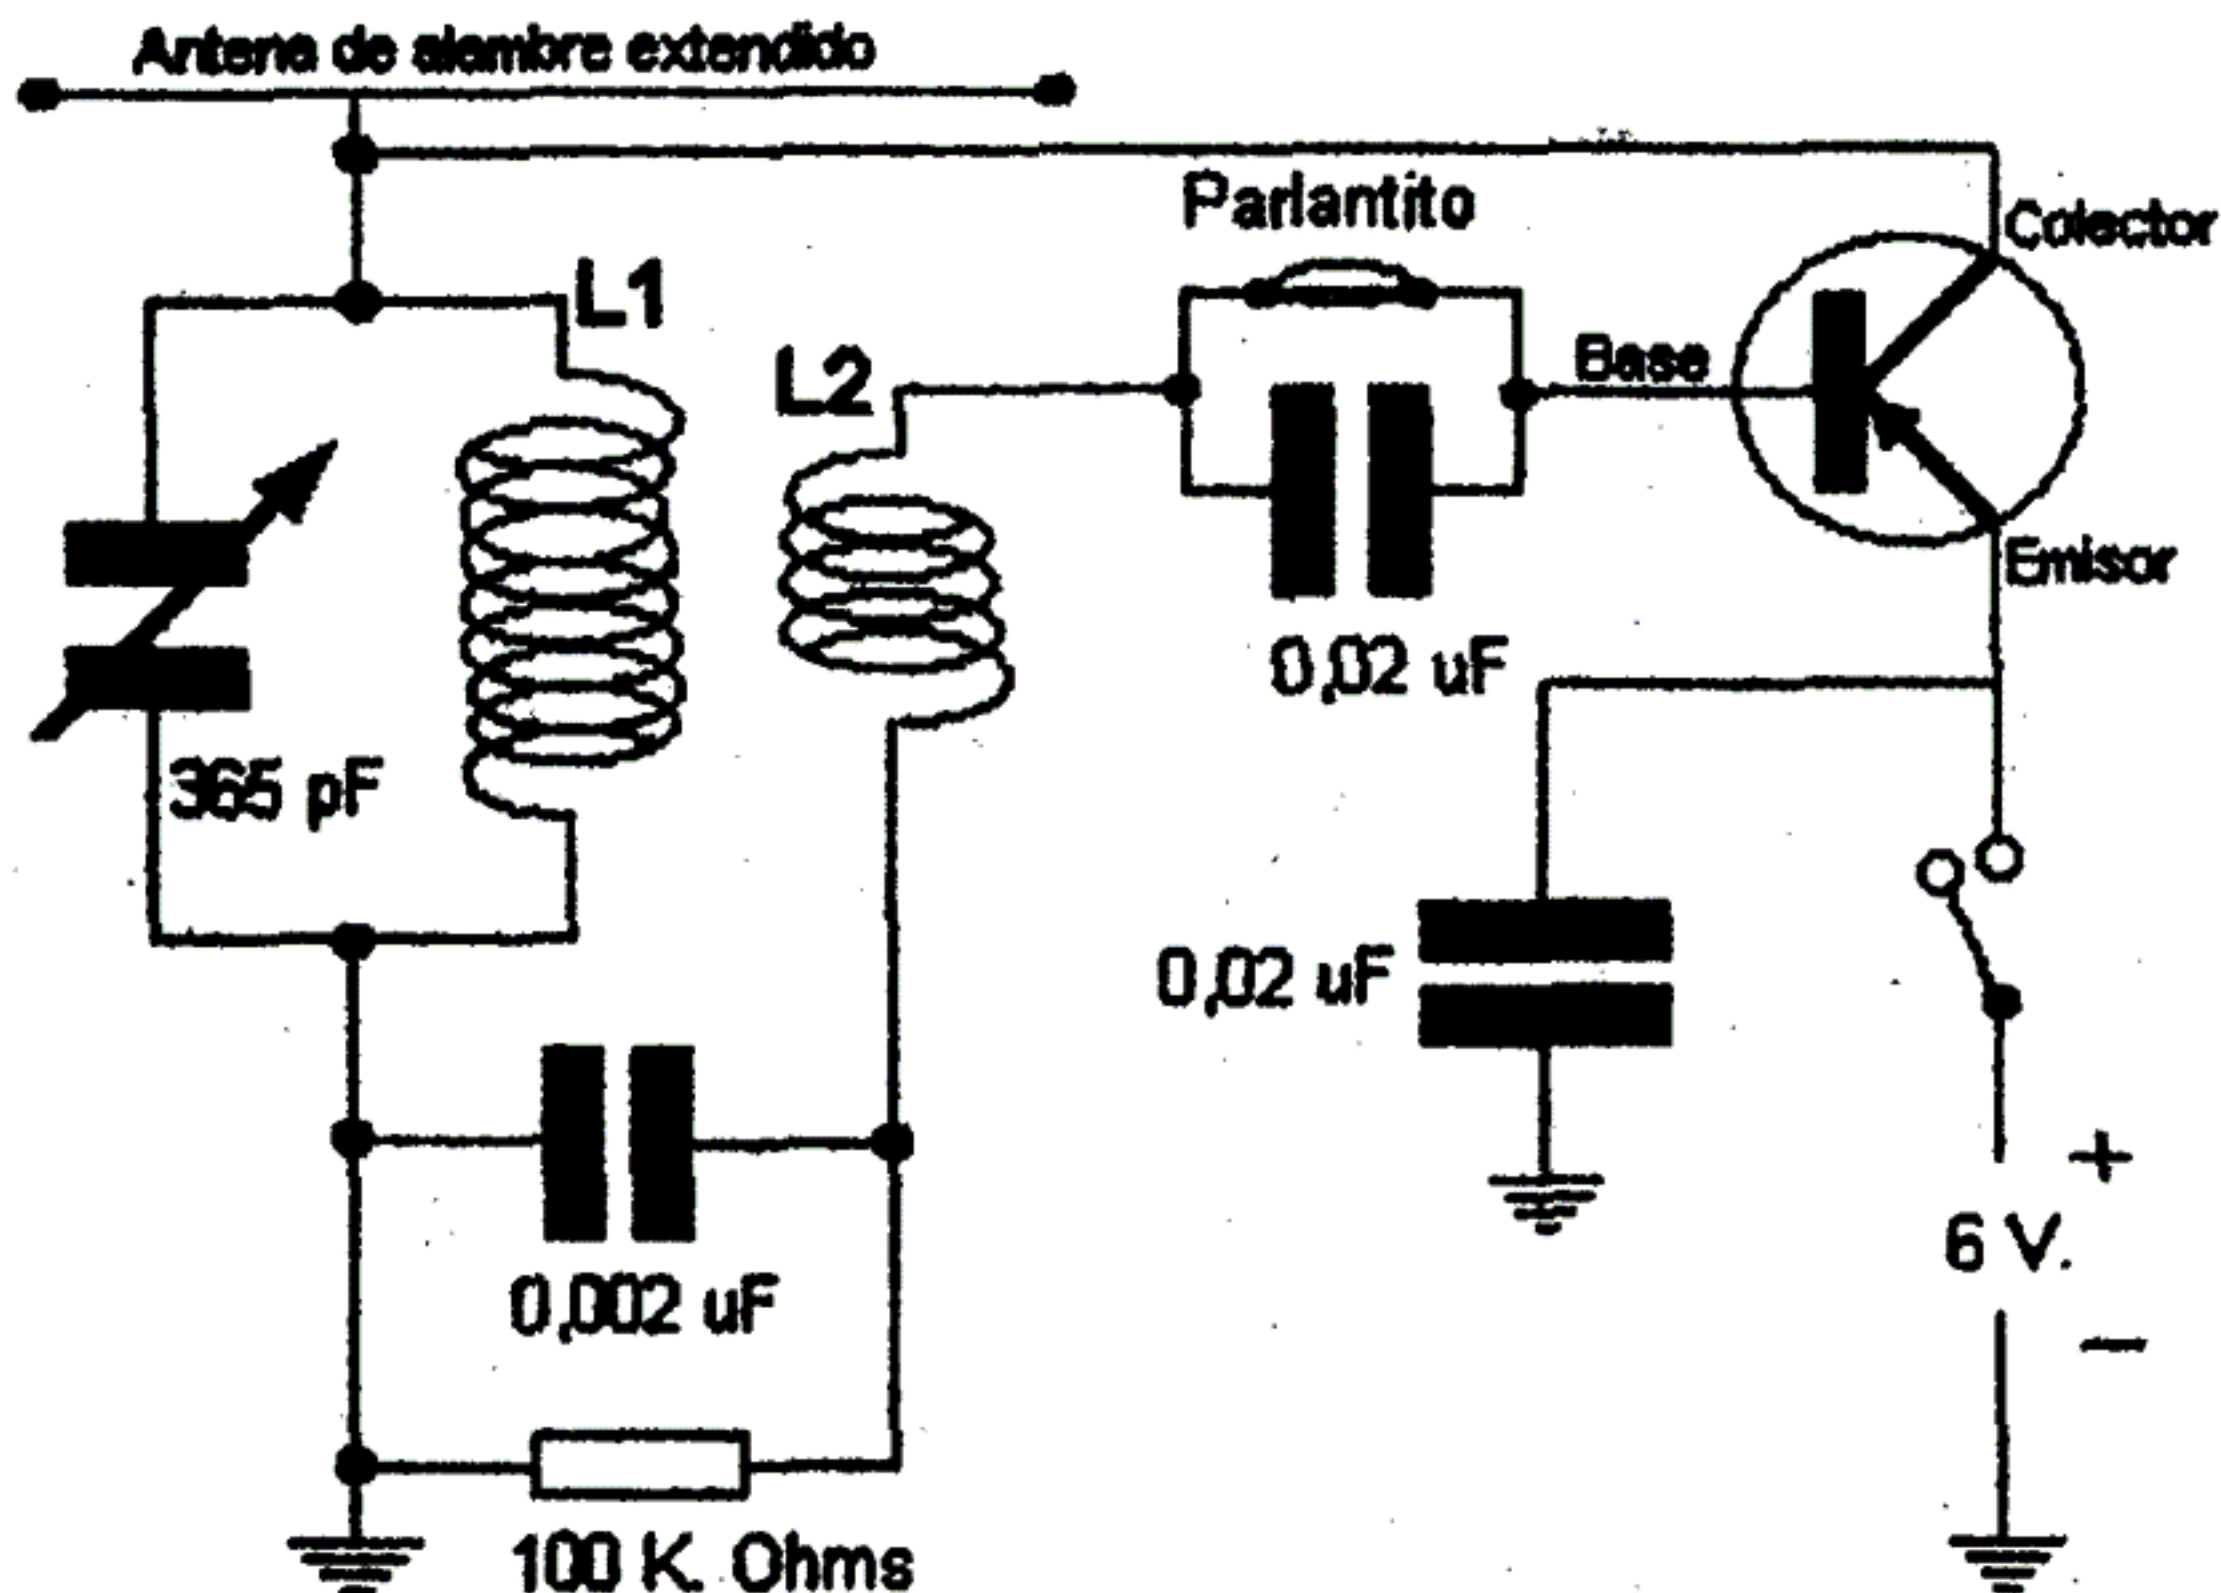 Antena de alambre extendido
Parlantito
Colector
L1
L2
Base
Emisor
0,02 uF
365 pF
0,02 uF
+
6 V.
−
0,002 uF
100 K. Ohms